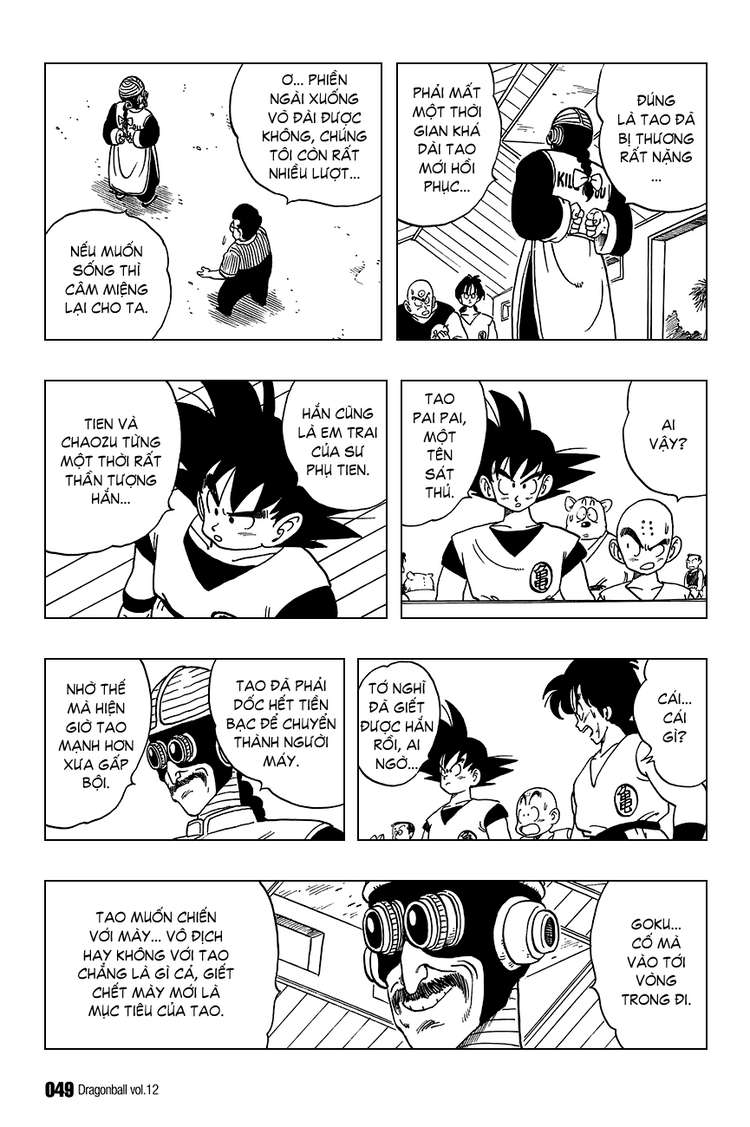 ĐÚNG
LÀ TAO ĐÃ
BỊ THƯƠNG
RẤT NẶNG
...
PHẢI MẤT
MỘT THỜI
GIAN KHÁ
DÀI TAO
MỚI HỒI
PHỤC...
Ơ... PHIỀN
NGÀI XUỐNG
VÕ ĐÀI ĐƯỢC
KHÔNG, CHÚNG
TÔI CÒN RẤT
NHIỀU LƯỢT...
NẾU MUỐN
SỐNG THÌ
CÂM MIỆNG
LẠI CHO TA.
AI
VẬY?
TAO
PAI PAI,
MỘT
TÊN
SÁT
THỦ.
亀
HẮN CŨNG
LÀ EM TRAI
CỦA SƯ
PHỤ TIEN.
TIEN VÀ
CHAOZU TỪNG
MỘT THỜI RẤT
THẦN TƯỢNG
HẮN...
CÁI...
CÁI
GÌ?
TỚ NGHĨ
ĐÃ GIẾT
ĐƯỢC HẮN
RỒI, AI
NGỜ...
亀
TAO ĐÃ PHẢI
DỐC HẾT TIỀN
BẠC ĐỂ CHUYỂN
THÀNH NGƯỜI
MÁY.
NHỜ THẾ
MÀ HIỆN
GIỜ TAO
MẠNH HƠN
XƯA GẤP
BỘI.
GOKU...
CỐ MÀ
VÀO TỚI
VÒNG
TRONG ĐI.
TAO MUỐN CHIẾN
VỚI MÀY... VÔ ĐỊCH
HAY KHÔNG VỚI TAO
CHẲNG LÀ GÌ CẢ, GIẾT
CHẾT MÀY MỚI LÀ
MỤC TIÊU CỦA TAO.
049 Dragonball vol.12